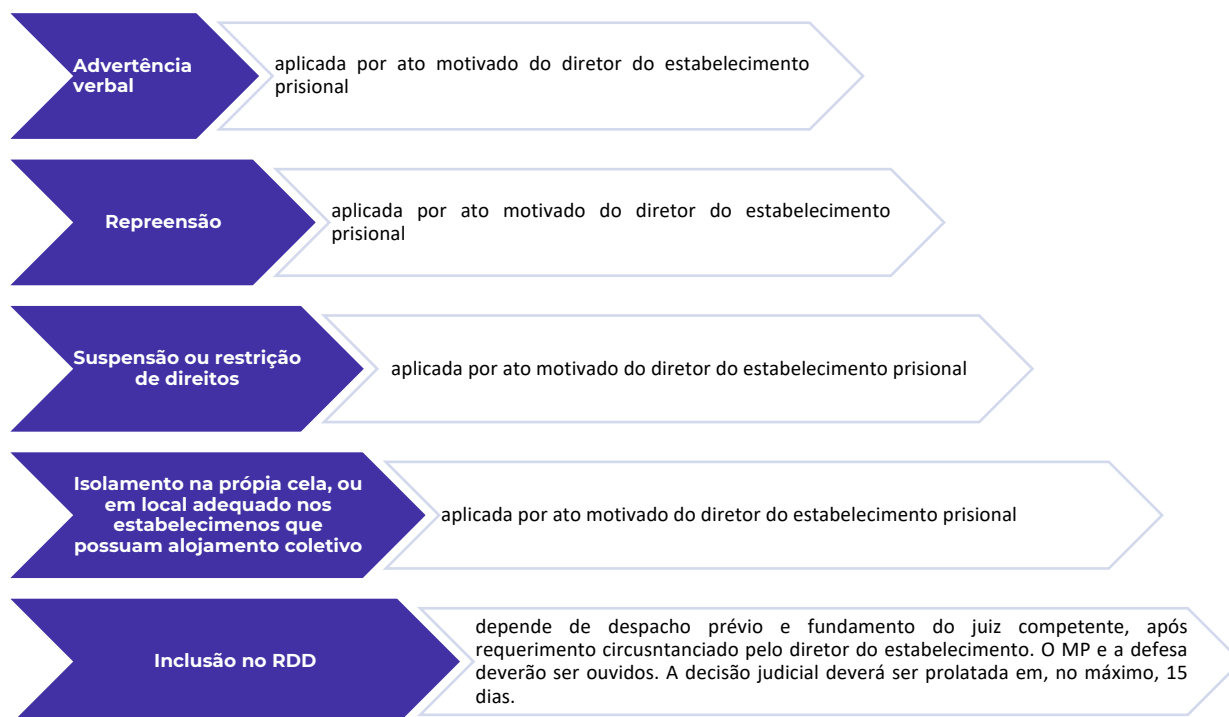 Advertência
verbal
aplicada por ato motivado do diretor do estabelecimento
prisional
Repreensão
aplicada por ato motivado do diretor do estabelecimento
prisional
Suspensão ou restrição
de direitos
aplicada por ato motivado do diretor do estabelecimento prisional
Isolamento na própia cela, ou
em local adequado nos
estabelecimenos que
possuam alojamento coletivo
aplicada por ato motivado do diretor do estabelecimento prisional
Inclusão no RDD
depende de despacho prévio e fundamento do juiz competente, após
requerimento circusntanciado pelo diretor do estabelecimento. O MP e a defesa
deverão ser ouvidos. A decisão judicial deverá ser prolatada em, no máximo, 15
dias.